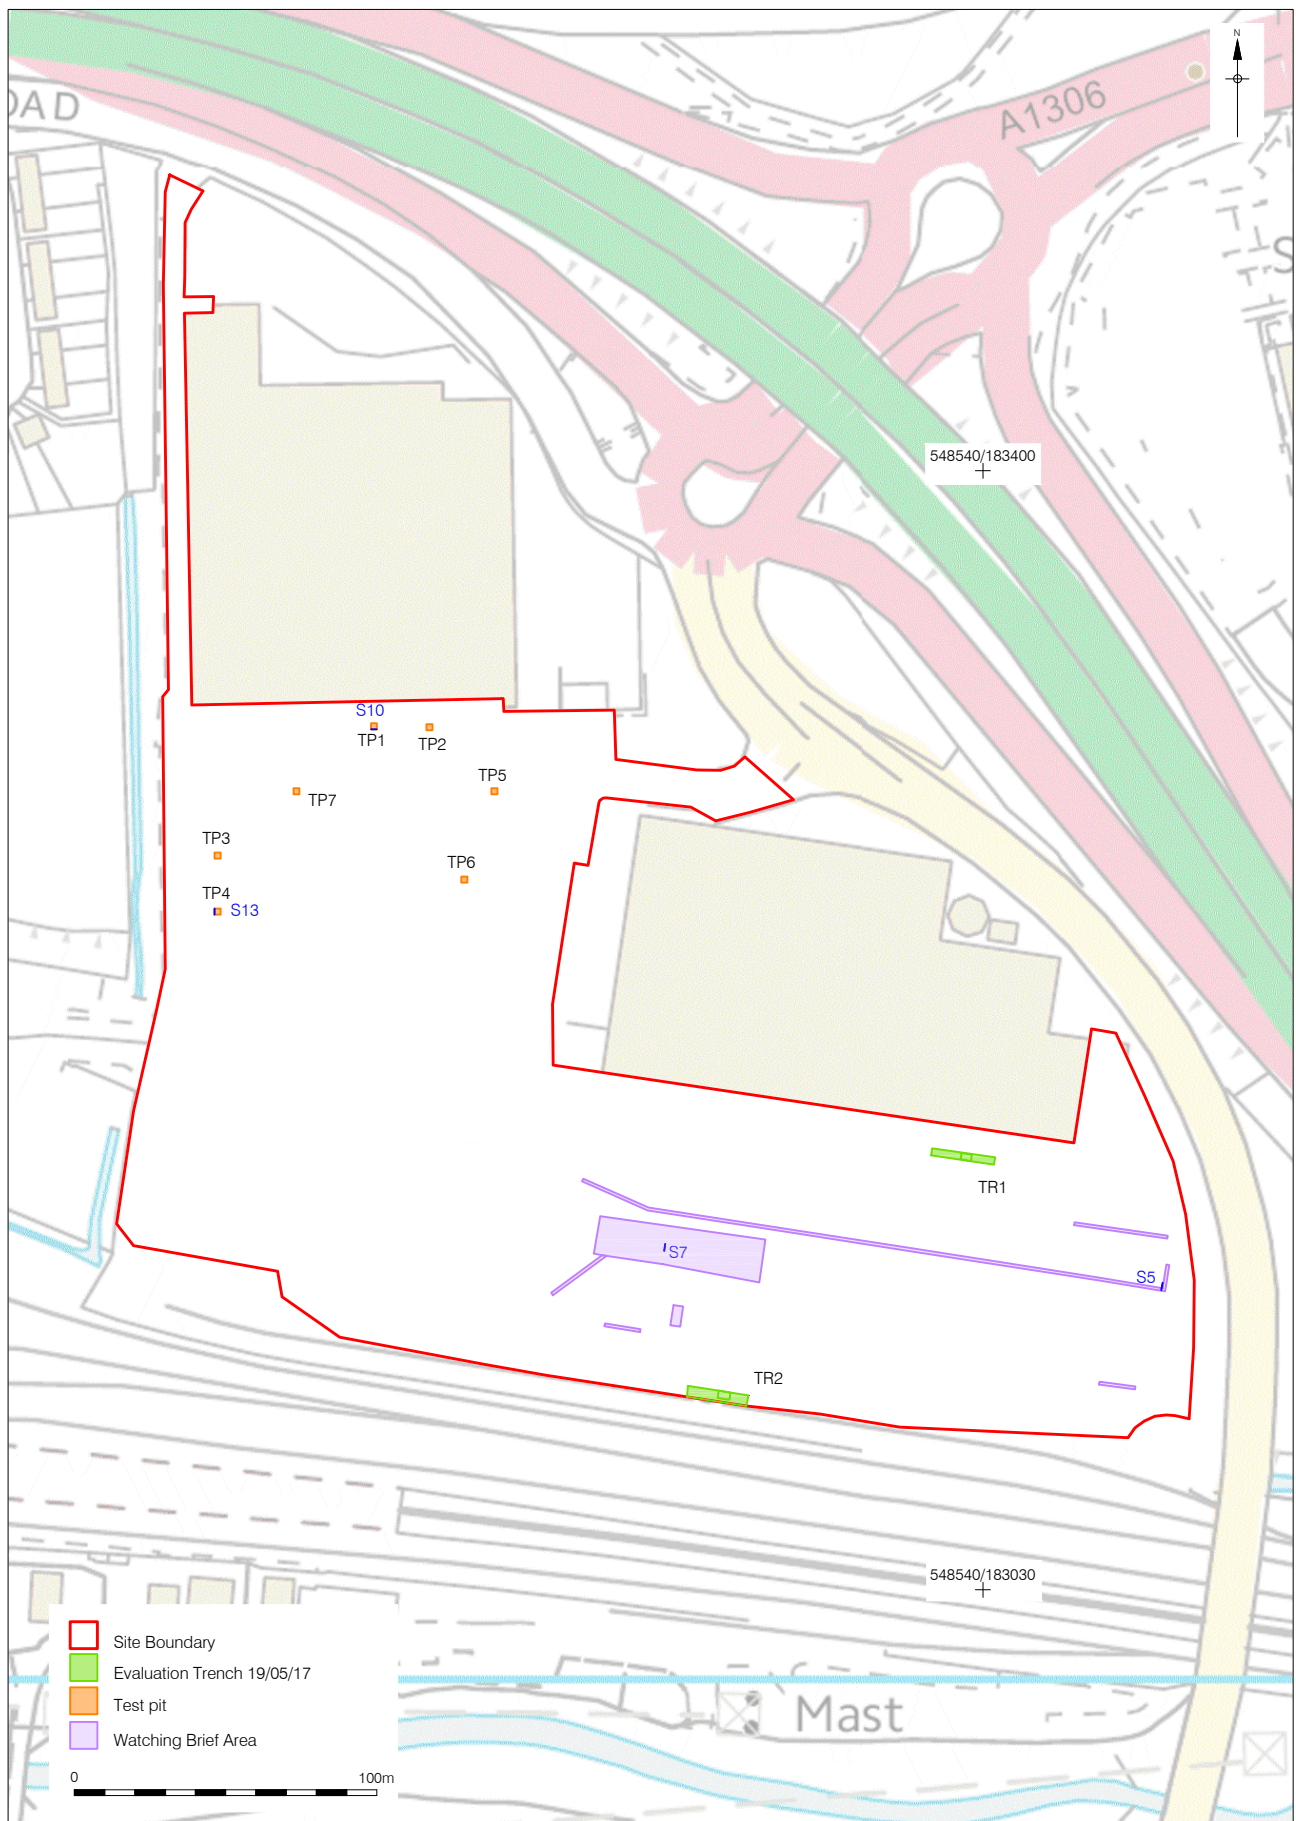 N
OAD
A1306
S
548540/183400
S10
TP1
TP2
TP5
TP7
TP3
TP6
TP4
S13
TR1
S7
S5
TR2
548540/183030
Site Boundary
Evaluation Trench 19/05/17
Test pit
Watching Brief Area
Mast
0 100m